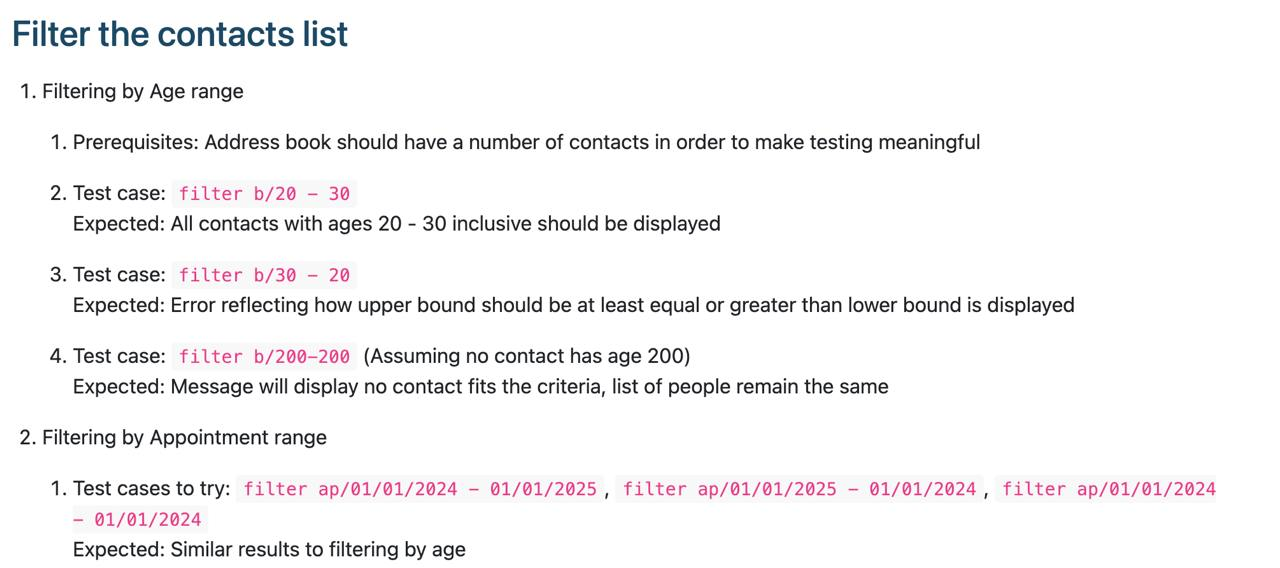 Filter the contacts list
1. Filtering by Age range
1. Prerequisites: Address book should have a number of contacts in order to make testing meaningful
2. Test case: filter b/20 - 30
Expected: All contacts with ages 20 - 30 inclusive should be displayed
3. Test case: filter b/30 - 20
Expected: Error reflecting how upper bound should be at least equal or greater than lower bound is displayed
4. Test case: filter b/200-200 (Assuming no contact has age 200)
Expected: Message will display no contact fits the criteria, list of people remain the same
2. Filtering by Appointment range
1. Test cases to try: filter ap/01/01/2024 - 01/01/2025, filter ap/01/01/2025 - 01/01/2024, filter ap/01/01/2024
- 01/01/2024
Expected: Similar results to filtering by age